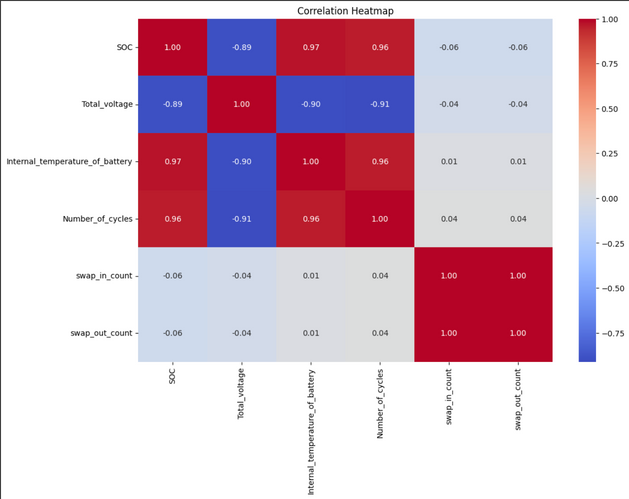 Correlation Heatmap
SOC 1.00 -0.89 0.97 0.96 -0.06 -0.06
Total_voltage -0.89 1.00 -0.90 -0.91 -0.04 -0.04
Internal_temperature_of_battery 0.97 -0.90 1.00 0.96 0.01 0.01
Number_of_cycles 0.96 -0.91 0.96 1.00 0.04 0.04
swap_in_count -0.06 -0.04 0.01 0.04 1.00 1.00
swap_out_count -0.06 -0.04 0.01 0.04 1.00 1.00
SOC
Total_voltage
Internal_temperature_of_battery
Number_of_cycles
swap_in_count
swap_out_count
1.00
0.75
0.50
0.25
0.00
−0.25
−0.50
−0.75